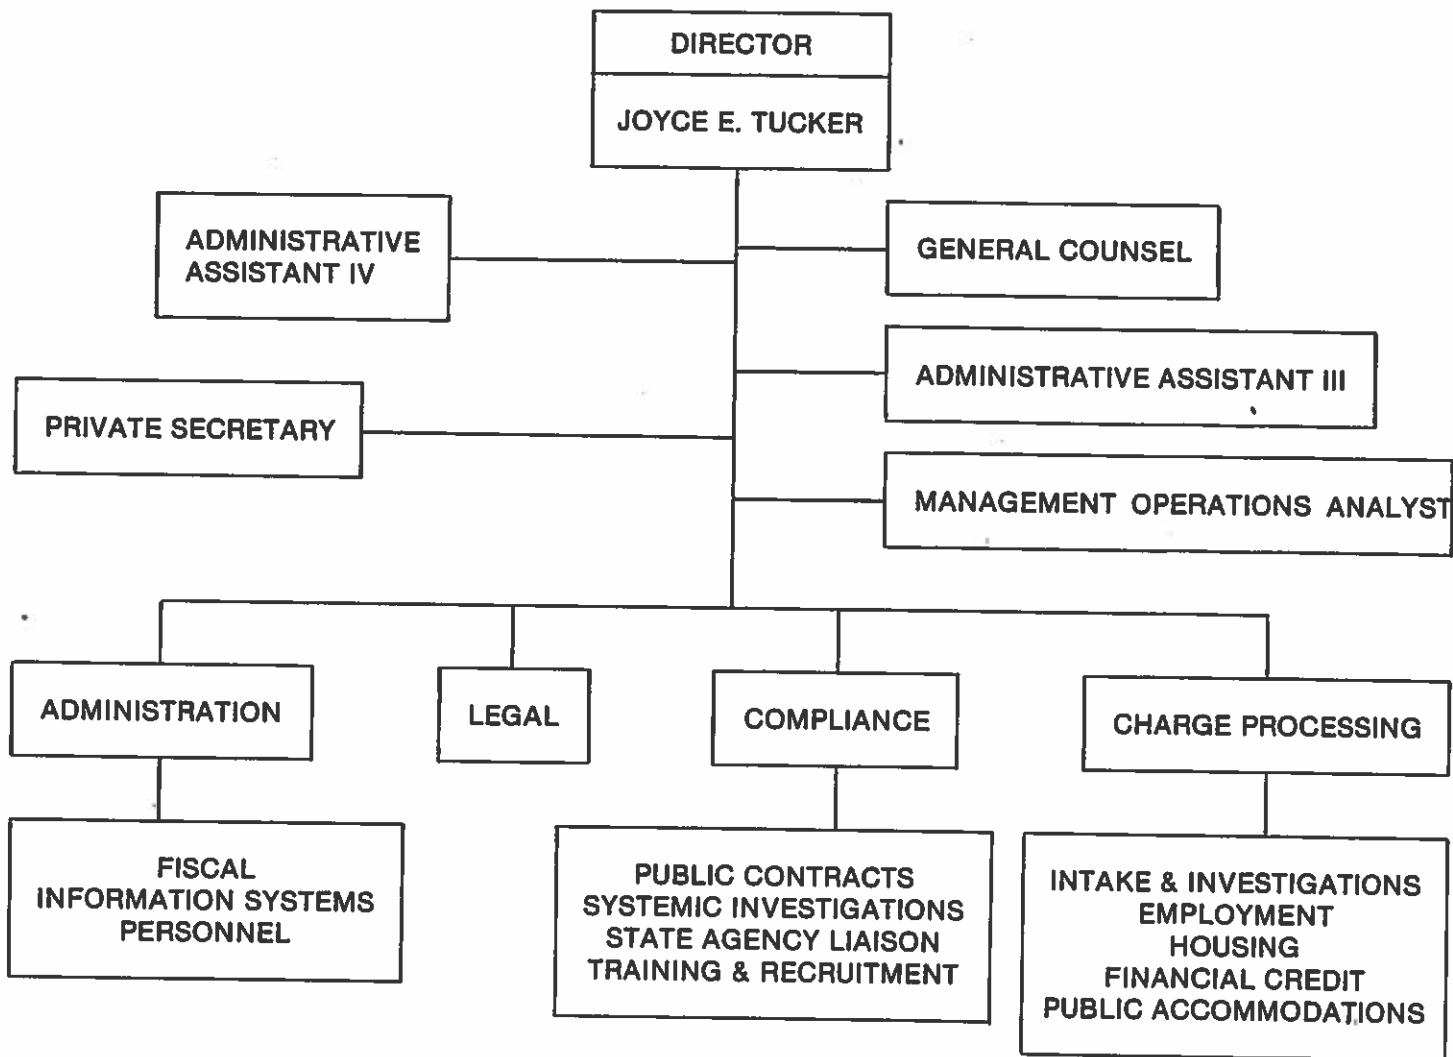 DIRECTOR
JOYCE E. TUCKER
ADMINISTRATIVE
ASSISTANT IV
GENERAL COUNSEL
ADMINISTRATIVE ASSISTANT III
PRIVATE SECRETARY
MANAGEMENT OPERATIONS ANALYST
ADMINISTRATION
LEGAL
COMPLIANCE
CHARGE PROCESSING
FISCAL
INFORMATION SYSTEMS
PERSONNEL
PUBLIC CONTRACTS
SYSTEMIC INVESTIGATIONS
STATE AGENCY LIAISON
TRAINING & RECRUITMENT
INTAKE & INVESTIGATIONS
EMPLOYMENT
HOUSING
FINANCIAL CREDIT
PUBLIC ACCOMMODATIONS